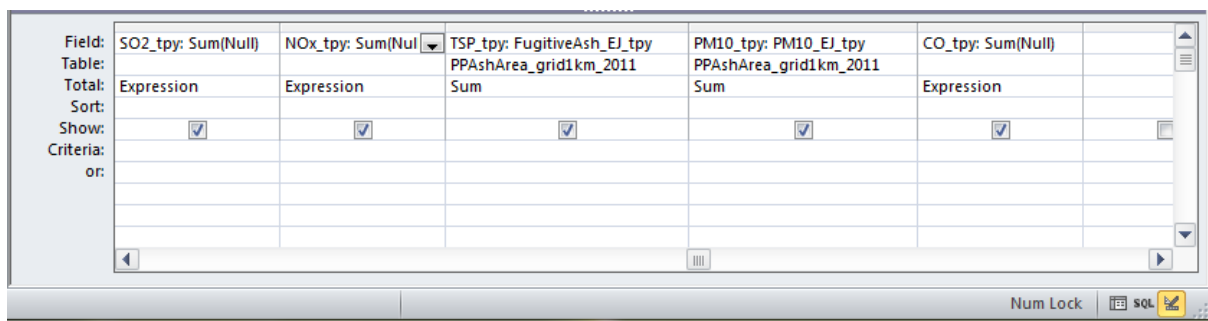 Field: SO2_tpy: Sum(Null) NOx_tpy: Sum(Nul TSP_tpy: FugitiveAsh_EJ_tpy PM10_tpy: PM10_EJ_tpy CO_tpy: Sum(Null)
Table: PPAshArea_grid1km_2011 PPAshArea_grid1km_2011
Total: Expression Expression Sum Sum Expression
Sort:
Show:
Criteria:
or:
Num Lock SQL